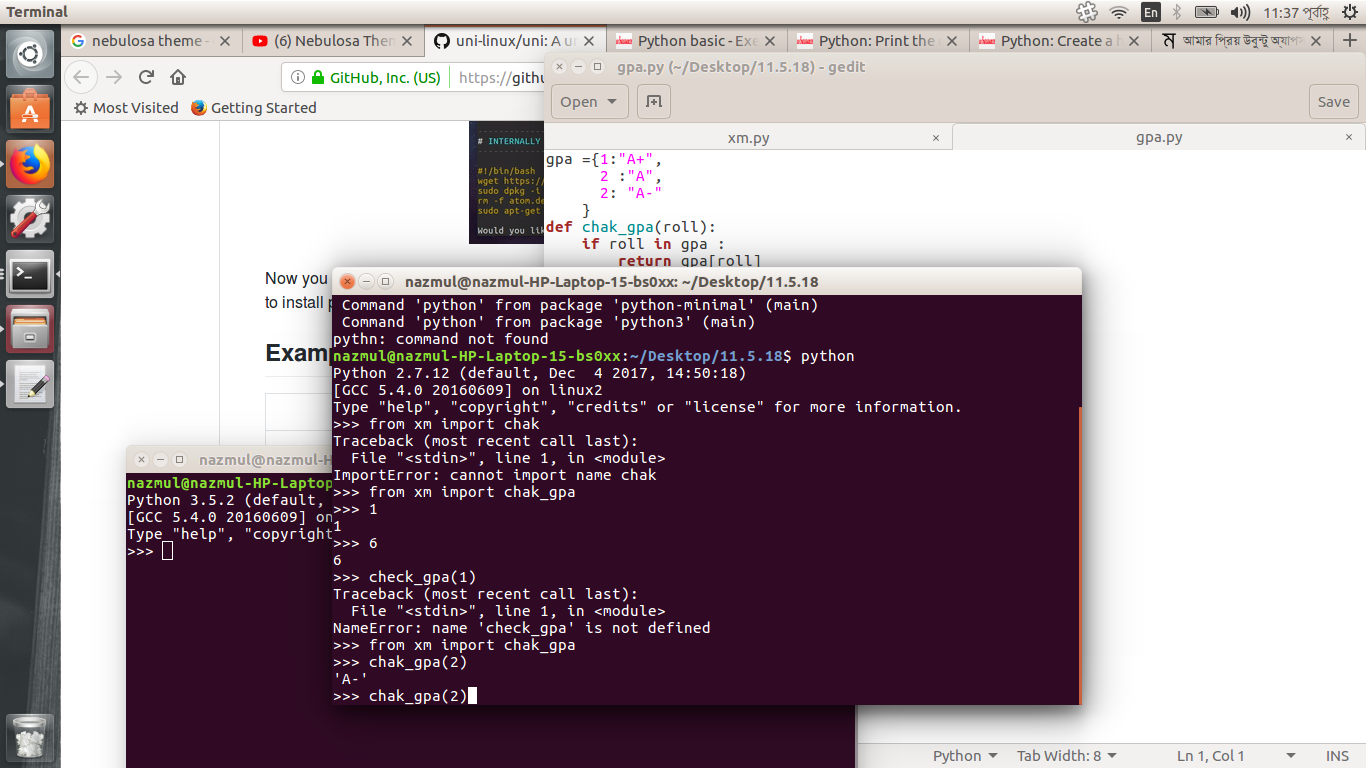 Terminal
En
11:37 পূর্বাহ্ণ
nebulosa theme -
(6) Nebulosa Then
uni-linux/uni: A u
Python basic - Exe
Python: Print the
Python: Create a h
আমার প্রিয় উবুন্টু অ্যাপস
GitHub, Inc. (US)
https://githu
Most Visited
Getting Started
gpa.py (~/Desktop/11.5.18) - gedit
Open
Save
xm.py
gpa.py
# INTERNALLY
#!/bin/bash
wget https://
sudo dpkg -i
rm -f atom.de
sudo apt-get
Would you lik
gpa ={1:"A+",
2 :"A",
2: "A-"
}
def chak_gpa(roll):
if roll in gpa :
return gpa[roll]
Now you
to install p
Examp
nazmul@nazmul-HP-Laptop-15-bs0xx: ~/Desktop/11.5.18
Command 'python' from package 'python-minimal' (main)
Command 'python' from package 'python3' (main)
pythn: command not found
nazmul@nazmul-HP-Laptop-15-bs0xx:~/Desktop/11.5.18$ python
Python 2.7.12 (default, Dec  4 2017, 14:50:18)
[GCC 5.4.0 20160609] on linux2
Type "help", "copyright", "credits" or "license" for more information.
>>> from xm import chak
Traceback (most recent call last):
File "<stdin>", line 1, in <module>
ImportError: cannot import name chak
>>> from xm import chak_gpa
>>> 1
1
>>> 6
6
>>> check_gpa(1)
Traceback (most recent call last):
File "<stdin>", line 1, in <module>
NameError: name 'check_gpa' is not defined
>>> from xm import chak_gpa
>>> chak_gpa(2)
'A-'
>>> chak_gpa(2)
nazmul@nazmul-H
nazmul@nazmul-HP-Laptop
Python 3.5.2 (default,
[GCC 5.4.0 20160609] on
Type "help", "copyright
>>>
Python
Tab Width: 8
Ln 1, Col 1
INS